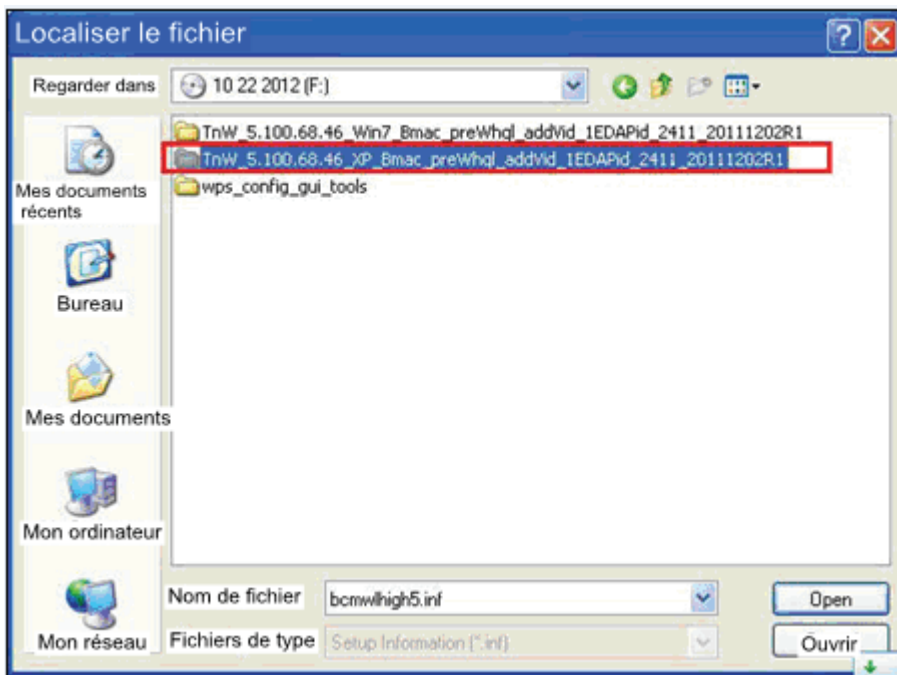 Localiser le fichier
Regarder dans
10 22 2012 (F:)
TnW_5.100.68.46_Win7_Bmac_preWhql_addVid_1EDAPid_2411_20111202R1
TnW_5.100.68.46_XP_Bmac_preWhql_addVid_1EDAPid_2411_20111202R1
wps_config_gui_tools
Mes documents
récents
Bureau
Mes documents
Mon ordinateur
Mon réseau
Nom de fichier
bcmwlhigh5.inf
Open
Fichiers de type
Setup Information (*.inf)
Ouvrir